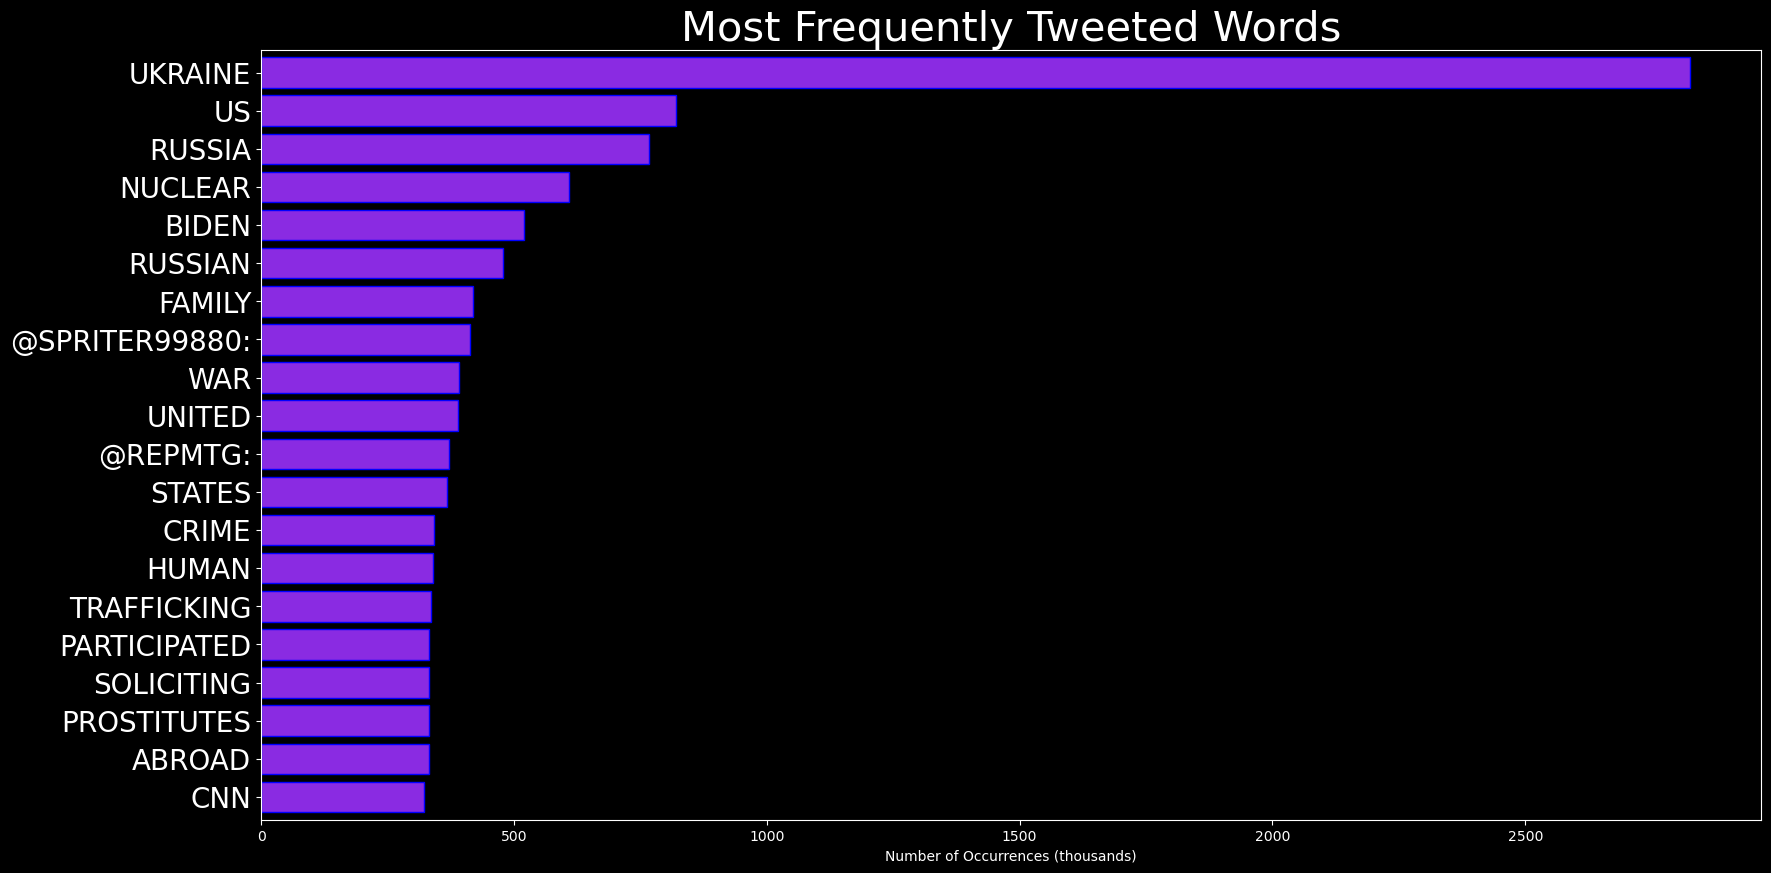 Most Frequently Tweeted Words
UKRAINE
US
RUSSIA
NUCLEAR
BIDEN
RUSSIAN
FAMILY
@SPRITER99880:
WAR
UNITED
@REPMTG:
STATES
CRIME
HUMAN
TRAFFICKING
PARTICIPATED
SOLICITING
PROSTITUTES
ABROAD
CNN
0 500 1000 1500 2000 2500
Number of Occurrences (thousands)